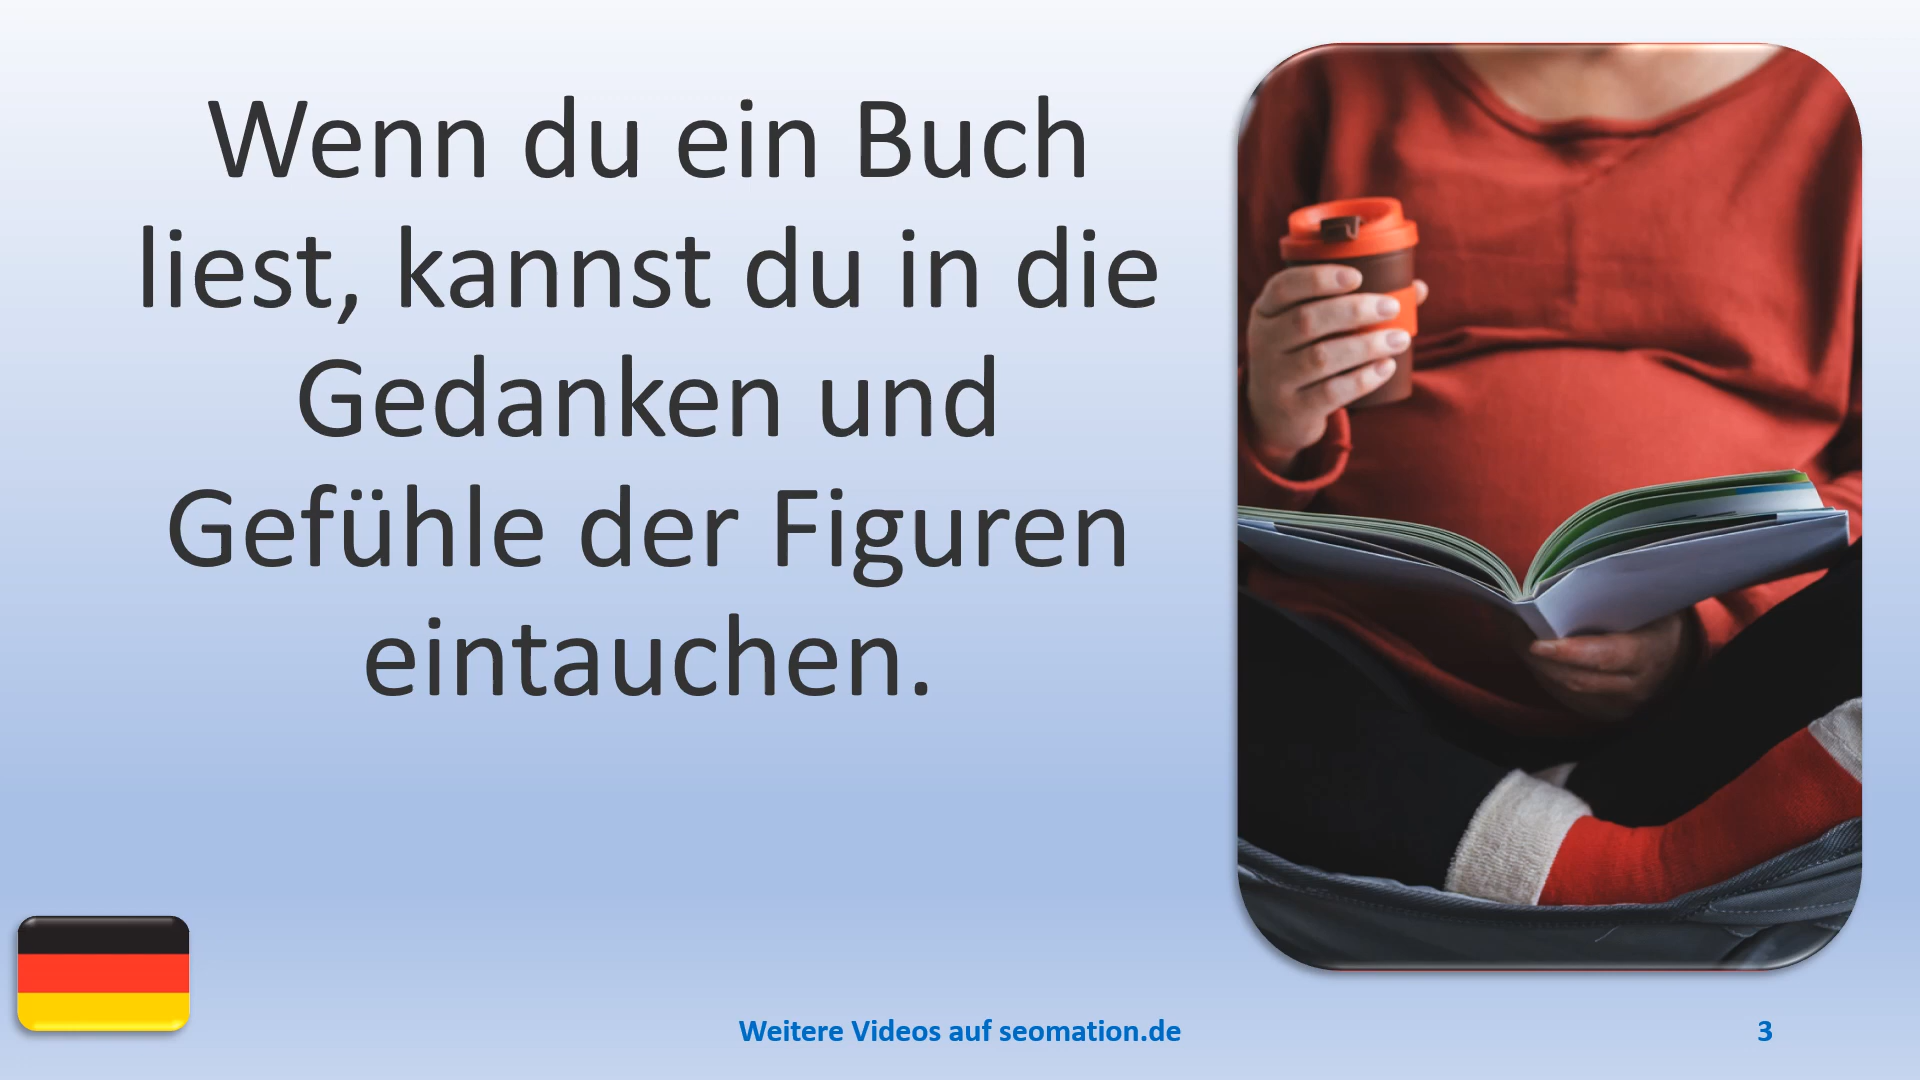 Wenn du ein Buch
liest, kannst du in die
Gedanken und
Gefühle der Figuren
eintauchen.
Weitere Videos auf seomation.de
3